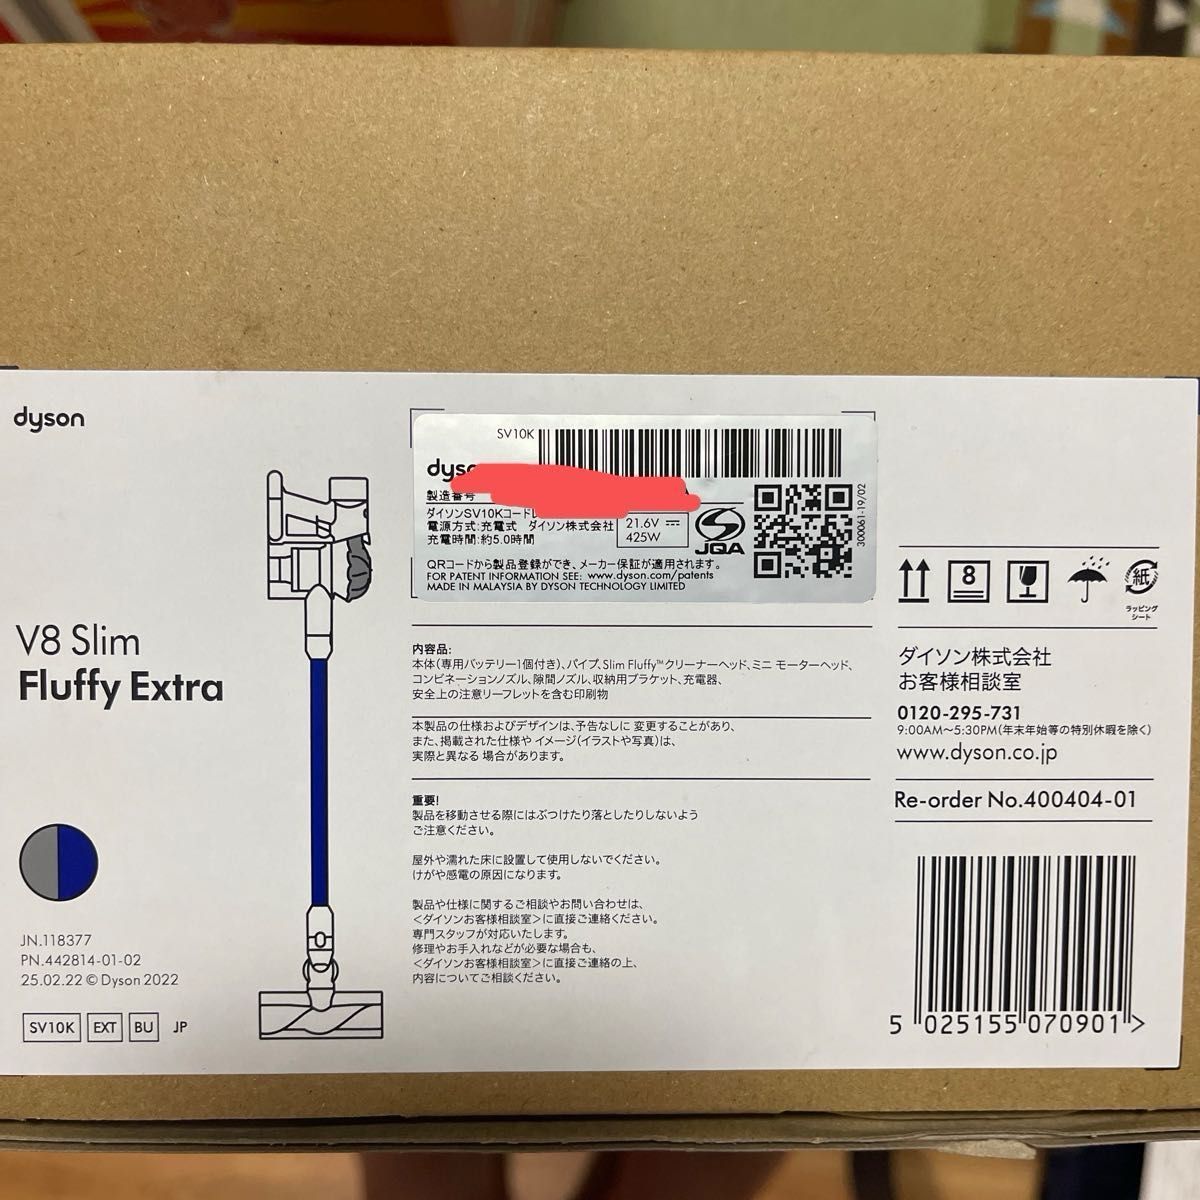 dyson
V8 Slim
Fluffy Extra
JN.118377
PN.442814-01-02
25.02.22 © Dyson 2022
SV10K EXT BU JP
SV10K
製造番号
ダイソンSV10Kコード
電源方式:充電式 ダイソン株式会社
充電時間:約5.0時間
21.6V
425W
JQA
300061-19/02
QRコードから製品登録ができ、メーカー保証が適用されます。
FOR PATENT INFORMATION SEE: www.dyson.com/patents
MADE IN MALAYSIA BY DYSON TECHNOLOGY LIMITED
内容品:
本体(専用バッテリー1個付き)、パイプ、Slim Fluffy™クリーナーヘッド、ミニ モーターヘッド、
コンビネーションノズル、隙間ノズル、収納用ブラケット、充電器、
安全上の注意リーフレットを含む印刷物
本製品の仕様およびデザインは、予告なしに 変更することがあり、
また、掲載された仕様や イメージ(イラストや写真)は、
実際と異なる 場合があります。
重要!
製品を移動させる際にはぶつけたり落としたりしないよう
ご注意ください。
屋外や濡れた床に設置して使用しないでください。
けがや感電の原因になります。
製品や仕様に関するご相談やお問い合わせは、
<ダイソンお客様相談室>に直接ご連絡ください。
専門スタッフが対応いたします。
修理やお手入れなどが必要な場合も、
<ダイソンお客様相談室>に直接ご連絡の上、
内容についてご相談ください。
8
紙
ラッピング
シート
ダイソン株式会社
お客様相談室
0120-295-731
9:00AM〜5:30PM(年末年始等の特別休暇を除く)
www.dyson.co.jp
Re-order No.400404-01
5 025155 070901 >